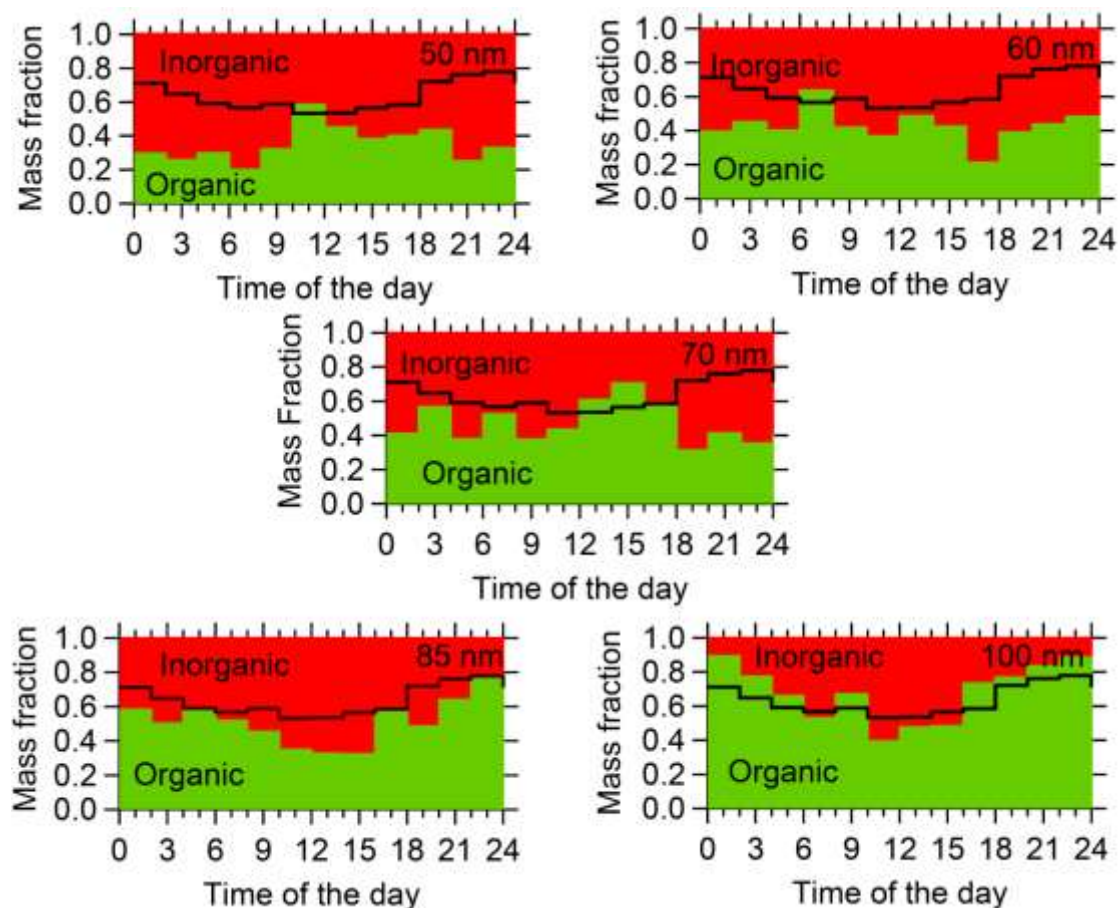 1.0
0.8
0.6
0.4
0.2
0.0
Mass fraction
Inorganic
50 nm
Organic
0 3 6 9 12 15 18 21 24
Time of the day
1.0
0.8
0.6
0.4
0.2
0.0
Mass fraction
Inorganic
60 nm
Organic
0 3 6 9 12 15 18 21 24
Time of the day
1.0
0.8
0.6
0.4
0.2
0.0
Mass Fraction
Inorganic
70 nm
Organic
0 3 6 9 12 15 18 21 24
Time of the day
1.0
0.8
0.6
0.4
0.2
0.0
Mass fraction
Inorganic
85 nm
Organic
0 3 6 9 12 15 18 21 24
Time of the day
1.0
0.8
0.6
0.4
0.2
0.0
Mass fraction
Inorganic
100 nm
Organic
0 3 6 9 12 15 18 21 24
Time of the day